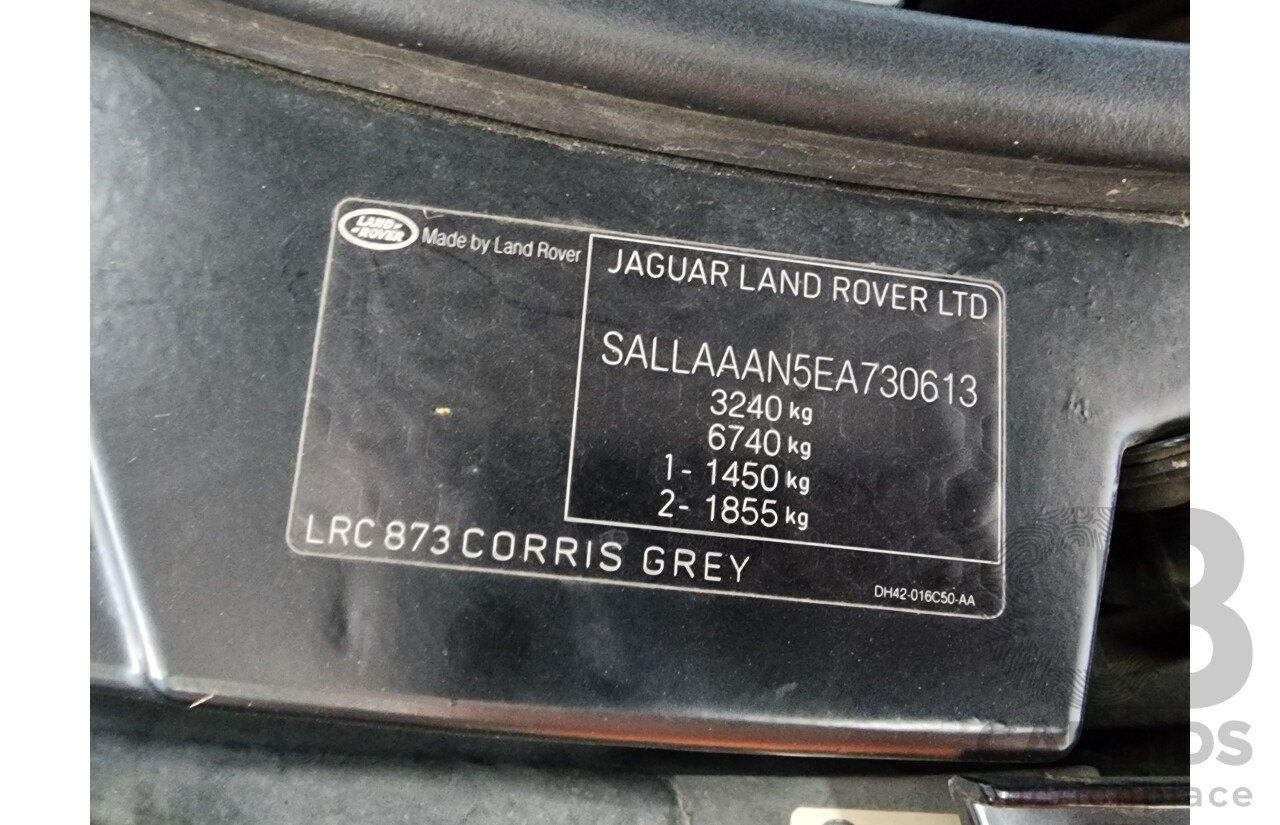 LAND
ROVER
Made by Land Rover
JAGUAR LAND ROVER LTD
SALLAAAN5EA730613
3240 kg
6740 kg
1- 1450 kg
2- 1855 kg
LRC 873 CORRIS GREY
DH42-016C50-AA